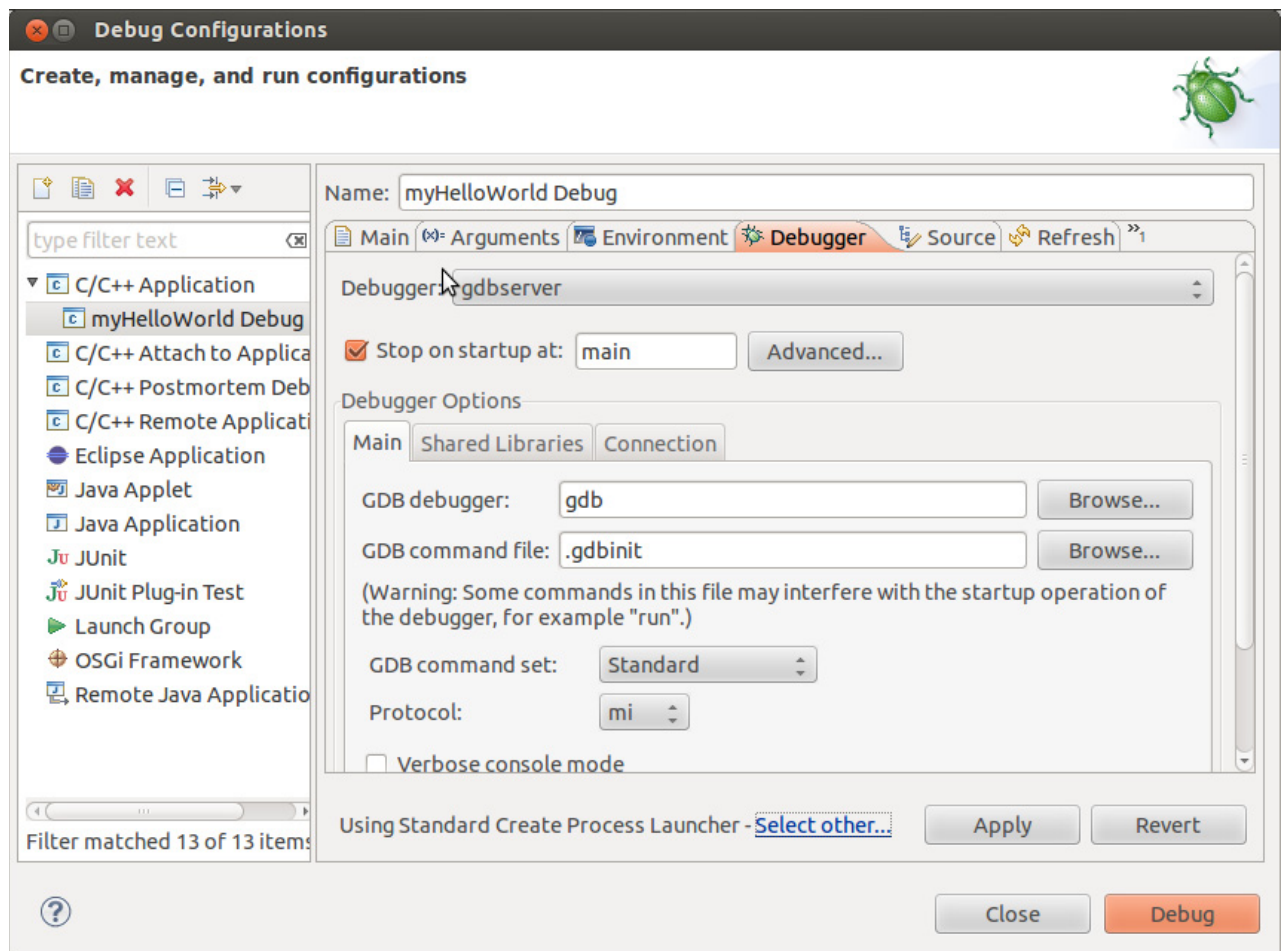 Debug Configurations
Create, manage, and run configurations
Name: myHelloWorld Debug
type filter text
Main (x)= Arguments Environment Debugger Source Refresh »1
C/C++ Application
myHelloWorld Debug
C/C++ Attach to Applica
C/C++ Postmortem Deb
C/C++ Remote Applicati
Eclipse Application
Java Applet
Java Application
JUnit
JUnit Plug-in Test
Launch Group
OSGi Framework
Remote Java Applicatio
Filter matched 13 of 13 items
Debugger: gdbserver
Stop on startup at: main Advanced...
Debugger Options
Main Shared Libraries Connection
GDB debugger: gdb Browse...
GDB command file: .gdbinit Browse...
(Warning: Some commands in this file may interfere with the startup operation of
the debugger, for example "run".)
GDB command set: Standard
Protocol: mi
Verbose console mode
Using Standard Create Process Launcher - Select other... Apply Revert
Close Debug